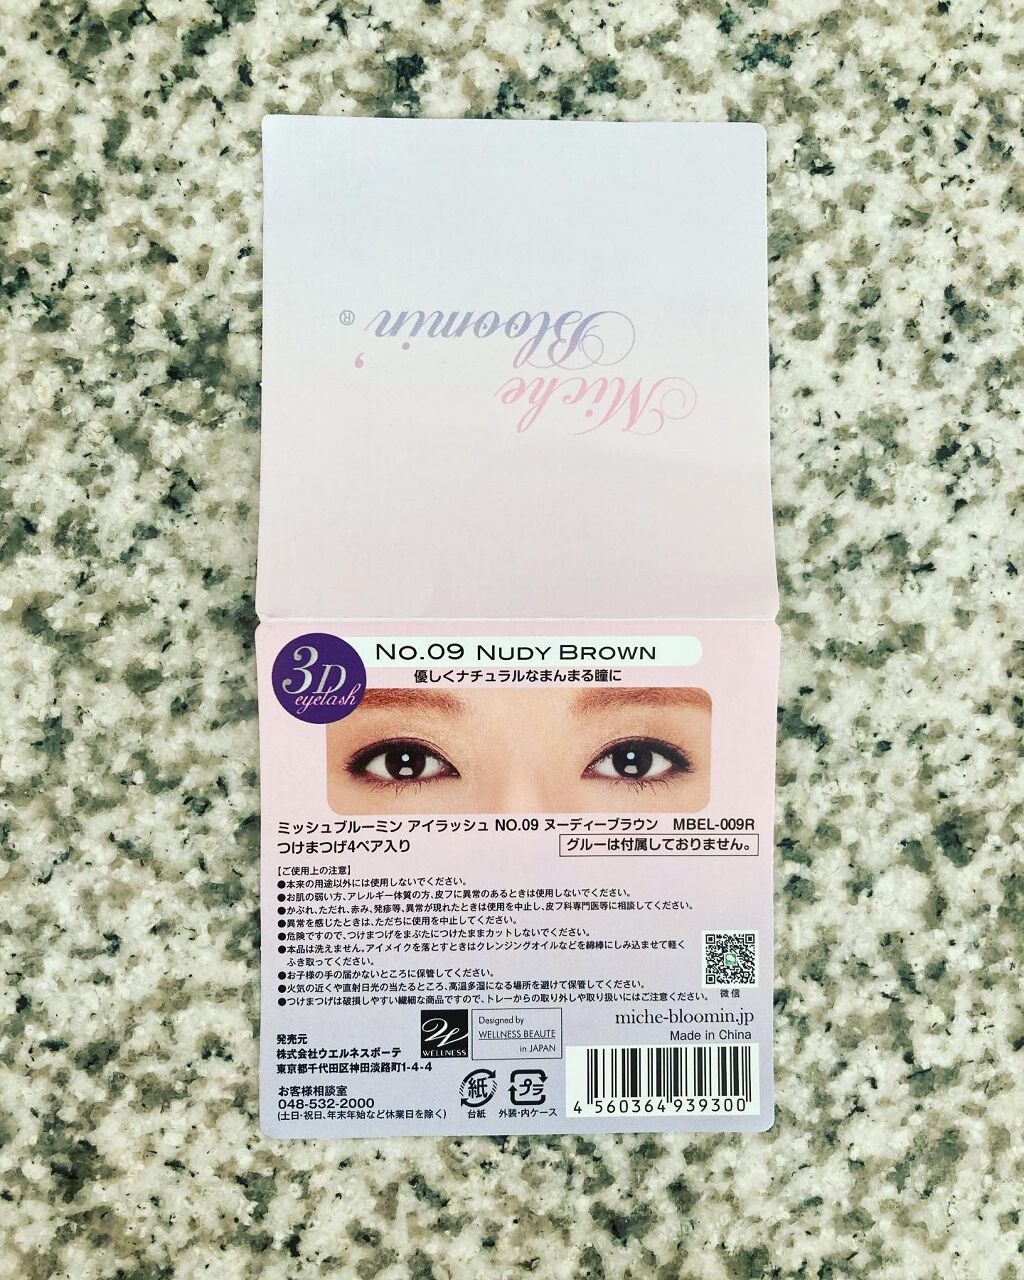 Miche
Bloomin'®
3D
eyelash
No.09 NUDY BROWN
優しくナチュラルなまんまる瞳に
ミッシュブルーミン アイラッシュ NO.09 ヌーディーブラウン MBEL-009R
つけまつげ4ペア入り
グルーは付属しておりません。
【ご使用上の注意】
●本来の用途以外には使用しないでください。
●お肌の弱い方、アレルギー体質の方、皮フに異常のあるときは使用しないでください。
●かぶれ、ただれ、赤み、発疹等、異常が現れたときは使用を中止し、皮フ科専門医等に相談してください。
●異常を感じたときは、ただちに使用を中止してください。
●危険ですので、つけまつげをまぶたにつけたままカットしないでください。
●本品は洗えません。アイメイクを落とすときはクレンジングオイルなどを綿棒にしみ込ませて軽く
ふき取ってください。
●お子様の手の届かないところに保管してください。
●火気の近くや直射日光の当たるところ、高温多湿になる場所を避けて保管してください。
●つけまつげは破損しやすい繊細な商品ですので、トレーからの取り外しや取り扱いにはご注意ください。
微信
miche-bloomin.jp
Made in China
W
WELLNESS
Designed by
WELLNESS BEAUTE
in JAPAN
発売元
株式会社ウエルネスボーテ
東京都千代田区神田淡路町1-4-4
お客様相談室
048-532-2000
(土日・祝日、年末年始など休業日を除く)
紙
台紙
プラ
外装・内ケース
4 560364 939300